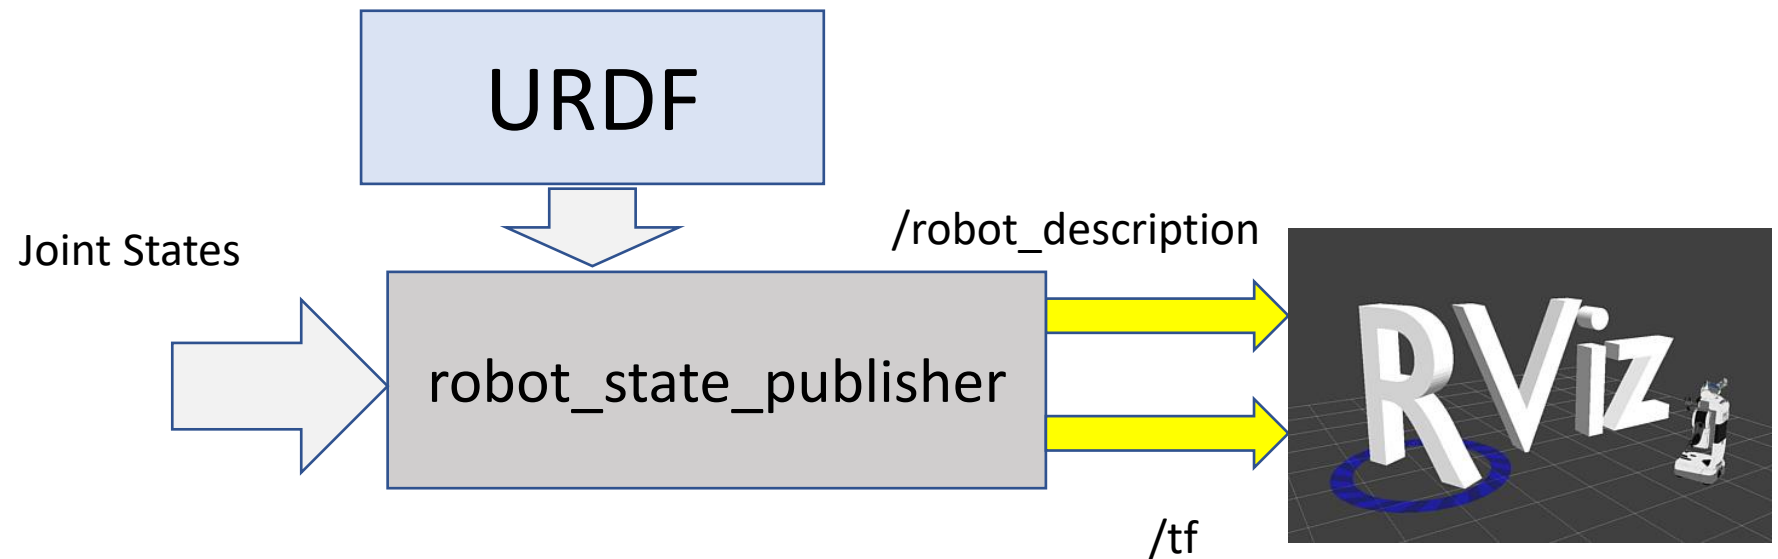 URDF
Joint States
/robot_description
robot_state_publisher
RViz
/tf